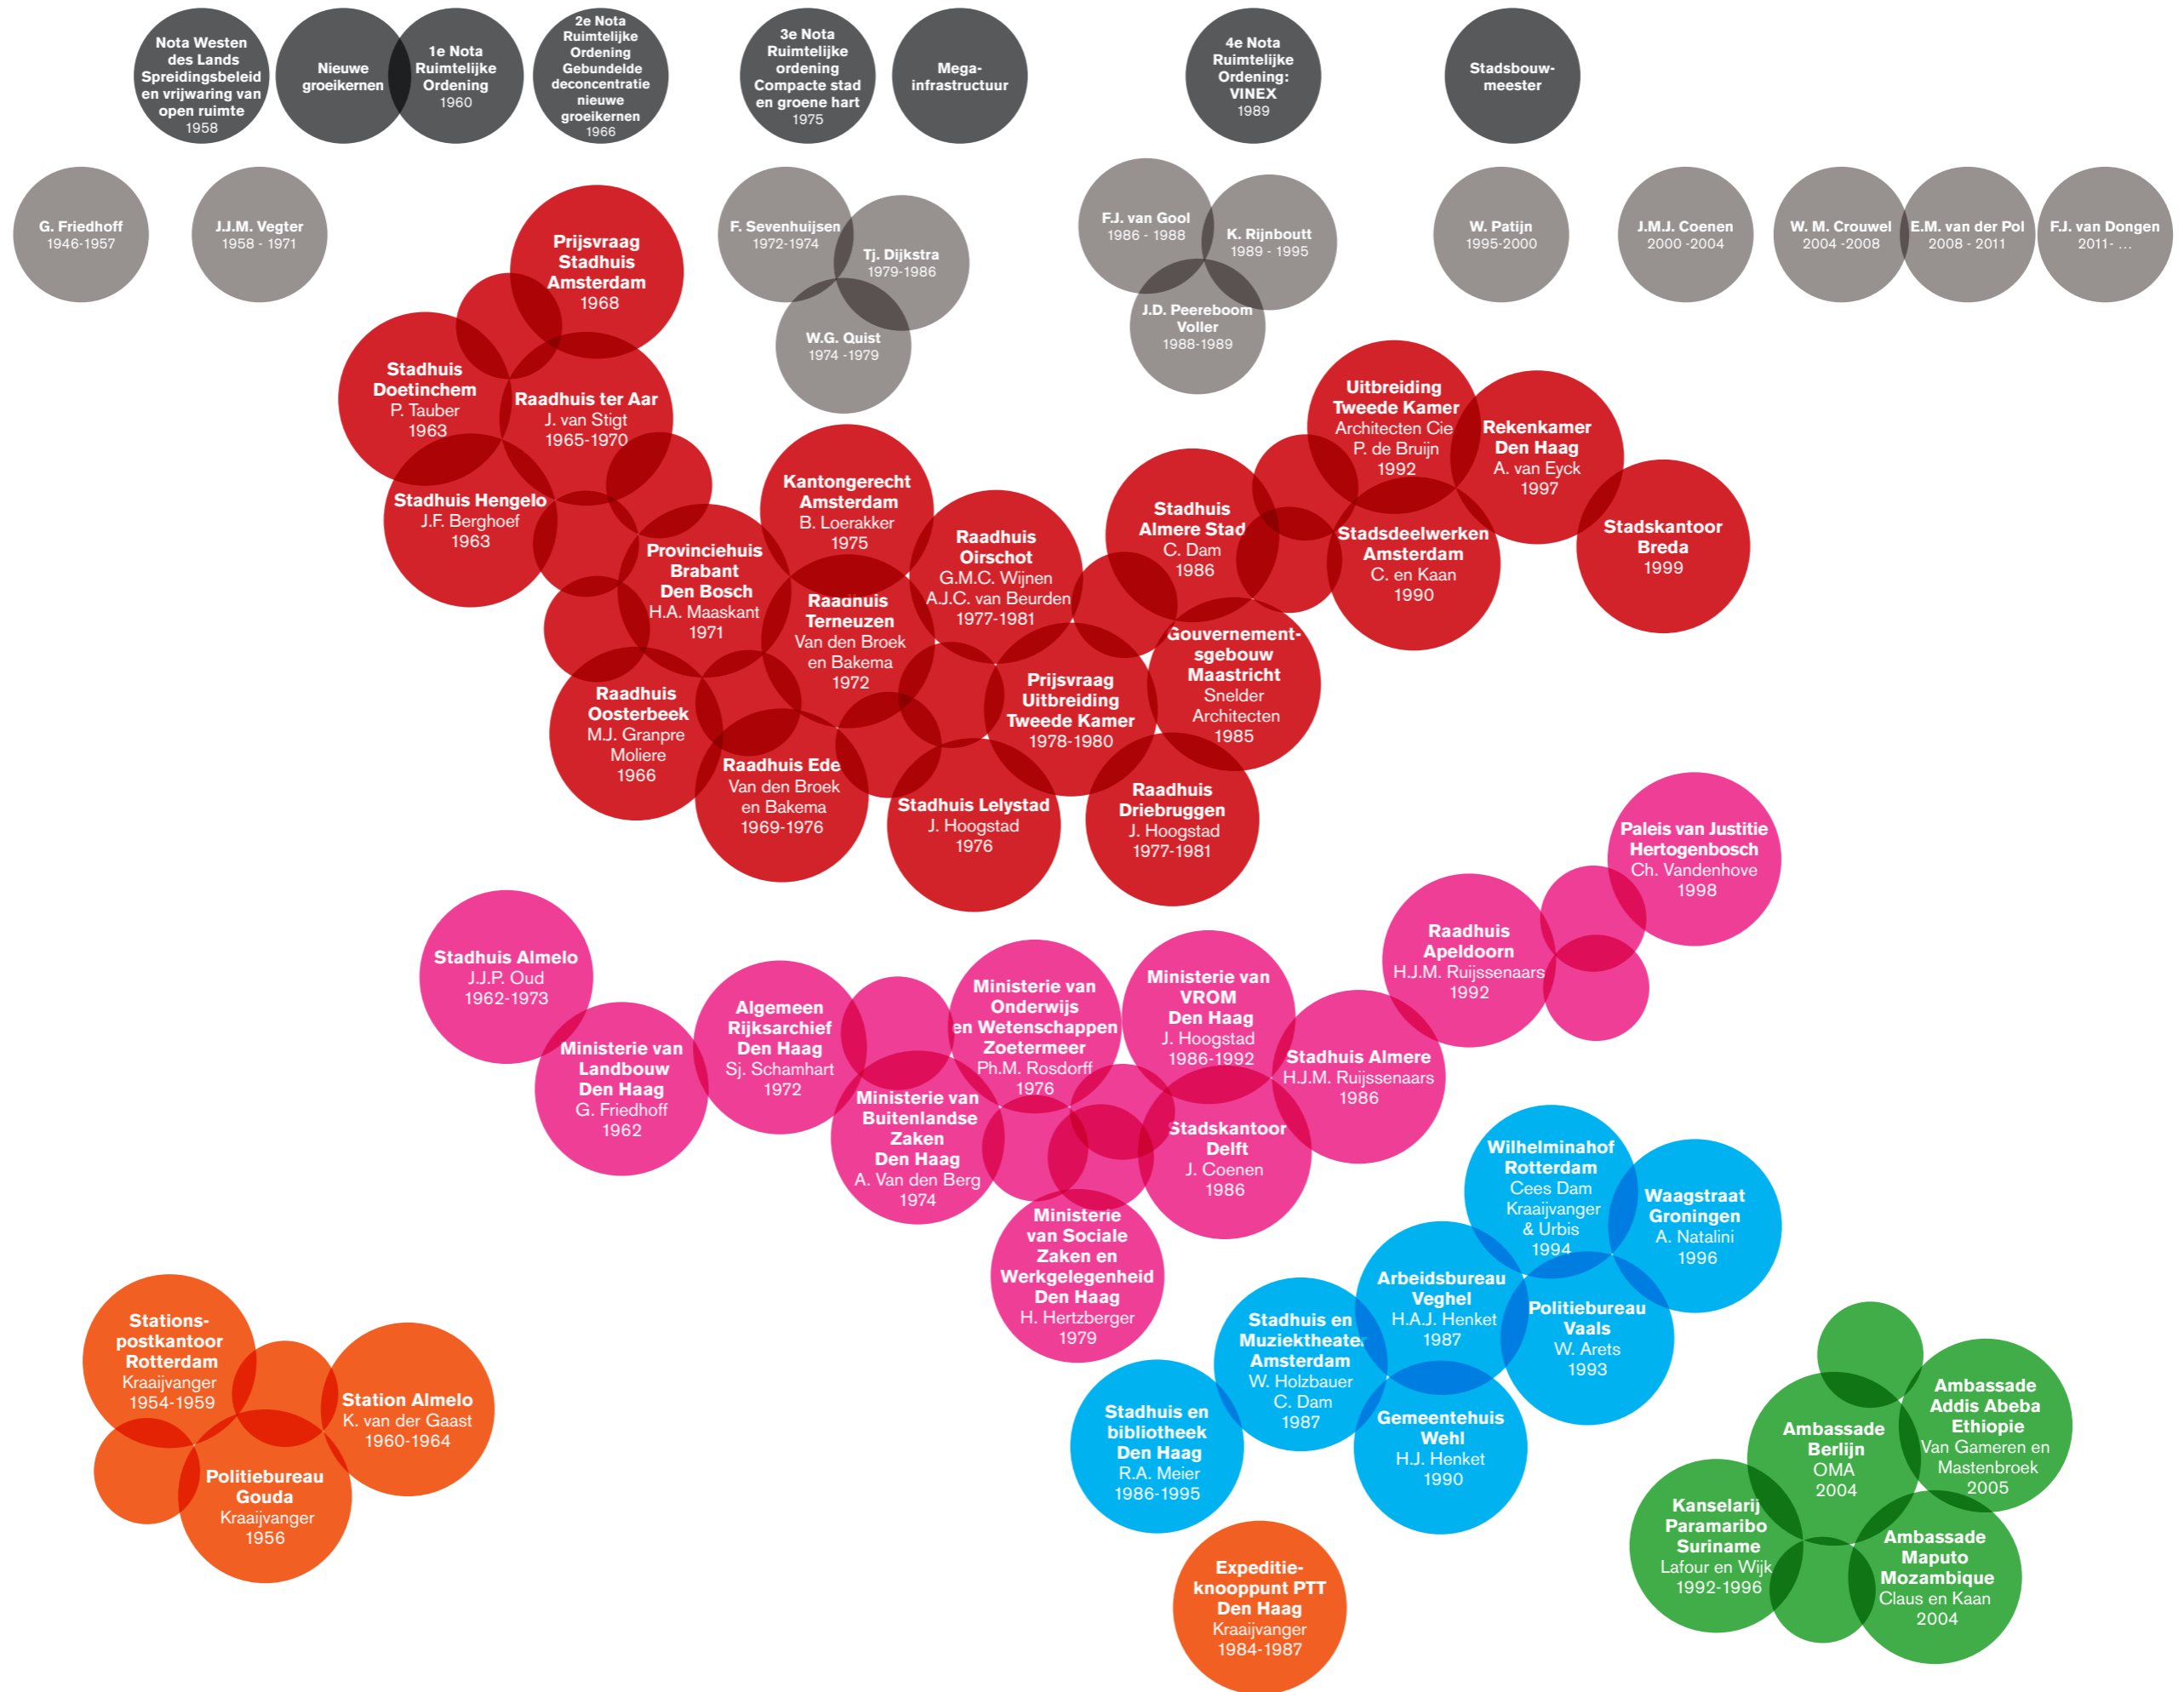 Nota Westen
des Lands
Spreidingsbeleid
en vrijwaring van
open ruimte
1958
Nieuwe
groeikernen
1e Nota
Ruimtelijke
Ordening
1960
2e Nota
Ruimtelijke
Ordening
Gebundelde
deconcentratie
nieuwe
groeikernen
1966
3e Nota
Ruimtelijke
ordening
Compacte stad
en groene hart
1975
Mega-
infrastructuur
4e Nota
Ruimtelijke
Ordening:
VINEX
1989
Stadsbouw-
meester
G. Friedhoff
1946-1957
J.J.M. Vegter
1958 - 1971
F. Sevenhuijsen
1972-1974
Tj. Dijkstra
1979-1986
W.G. Quist
1974 -1979
F.J. van Gool
1986 - 1988
K. Rijnboutt
1989 - 1995
J.D. Peereboom
Voller
1988-1989
W. Patijn
1995-2000
J.M.J. Coenen
2000 -2004
W. M. Crouwel
2004 -2008
E.M. van der Pol
2008 - 2011
F.J. van Dongen
2011- ...
Prijsvraag
Stadhuis
Amsterdam
1968
Stadhuis
Doetinchem
P. Tauber
1963
Raadhuis ter Aar
J. van Stigt
1965-1970
Stadhuis Hengelo
J.F. Berghoef
1963
Provinciehuis
Brabant
Den Bosch
H.A. Maaskant
1971
Kantongerecht
Amsterdam
B. Loerakker
1975
Raadhuis
Terneuzen
Van den Broek
en Bakema
1972
Raadhuis
Oirschot
G.M.C. Wijnen
A.J.C. van Beurden
1977-1981
Raadhuis
Oosterbeek
M.J. Granpre
Moliere
1966
Raadhuis Ede
Van den Broek
en Bakema
1969-1976
Stadhuis Lelystad
J. Hoogstad
1976
Prijsvraag
Uitbreiding
Tweede Kamer
1978-1980
Raadhuis
Driebruggen
J. Hoogstad
1977-1981
Stadhuis
Almere Stad
C. Dam
1986
Gouvernement-
sgebouw
Maastricht
Snelder
Architecten
1985
Uitbreiding
Tweede Kamer
Architecten Cie
P. de Bruijn
1992
Stadsdeelwerken
Amsterdam
C. en Kaan
1990
Rekenkamer
Den Haag
A. van Eyck
1997
Stadskantoor
Breda
1999
Stadhuis Almelo
J.J.P. Oud
1962-1973
Ministerie van
Landbouw
Den Haag
G. Friedhoff
1962
Algemeen
Rijksarchief
Den Haag
Sj. Schamhart
1972
Ministerie van
Buitenlandse
Zaken
Den Haag
A. Van den Berg
1974
Ministerie van
Onderwijs
en Wetenschappen
Zoetermeer
Ph.M. Rosdorff
1976
Ministerie
van Sociale
Zaken en
Werkgelegenheid
Den Haag
H. Hertzberger
1979
Ministerie van
VROM
Den Haag
J. Hoogstad
1986-1992
Stadskantoor
Delft
J. Coenen
1986
Stadhuis Almere
H.J.M. Ruijssenaars
1986
Raadhuis
Apeldoorn
H.J.M. Ruijssenaars
1992
Paleis van Justitie
Hertogenbosch
Ch. Vandenhove
1998
Stadhuis en
bibliotheek
Den Haag
R.A. Meier
1986-1995
Stadhuis en
Muziektheater
Amsterdam
W. Holzbauer
C. Dam
1987
Arbeidsbureau
Veghel
H.A.J. Henket
1987
Gemeentehuis
Wehl
H.J. Henket
1990
Wilhelminahof
Rotterdam
Cees Dam
Kraaijvanger
& Urbis
1994
Politiebureau
Vaals
W. Arets
1993
Waagstraat
Groningen
A. Natalini
1996
Stations-
postkantoor
Rotterdam
Kraaijvanger
1954-1959
Politiebureau
Gouda
Kraaijvanger
1956
Station Almelo
K. van der Gaast
1960-1964
Expeditie-
knooppunt PTT
Den Haag
Kraaijvanger
1984-1987
Kanselarij
Paramaribo
Suriname
Lafour en Wijk
1992-1996
Ambassade
Berlijn
OMA
2004
Ambassade
Addis Abeba
Ethiopie
Van Gameren en
Mastenbroek
2005
Ambassade
Maputo
Mozambique
Claus en Kaan
2004